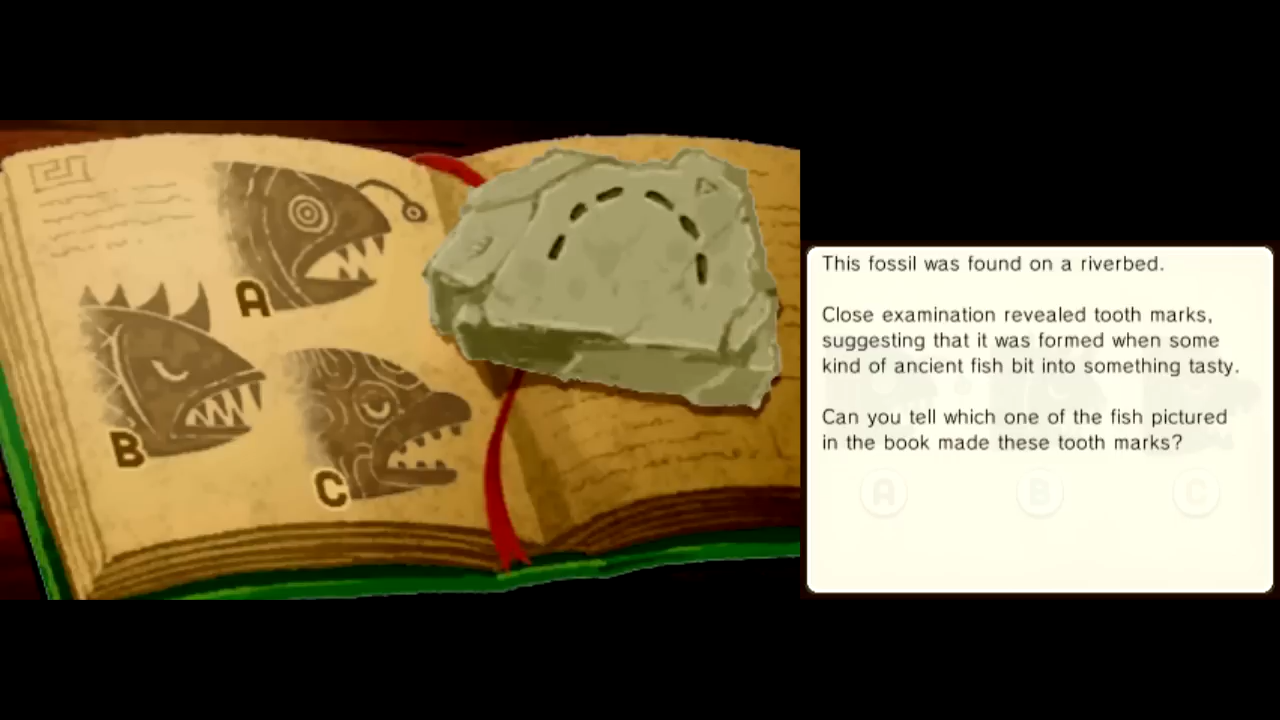 A
B
C
This fossil was found on a riverbed.
Close examination revealed tooth marks,
suggesting that it was formed when some
kind of ancient fish bit into something tasty.
Can you tell which one of the fish pictured
in the book made these tooth marks?
A B C